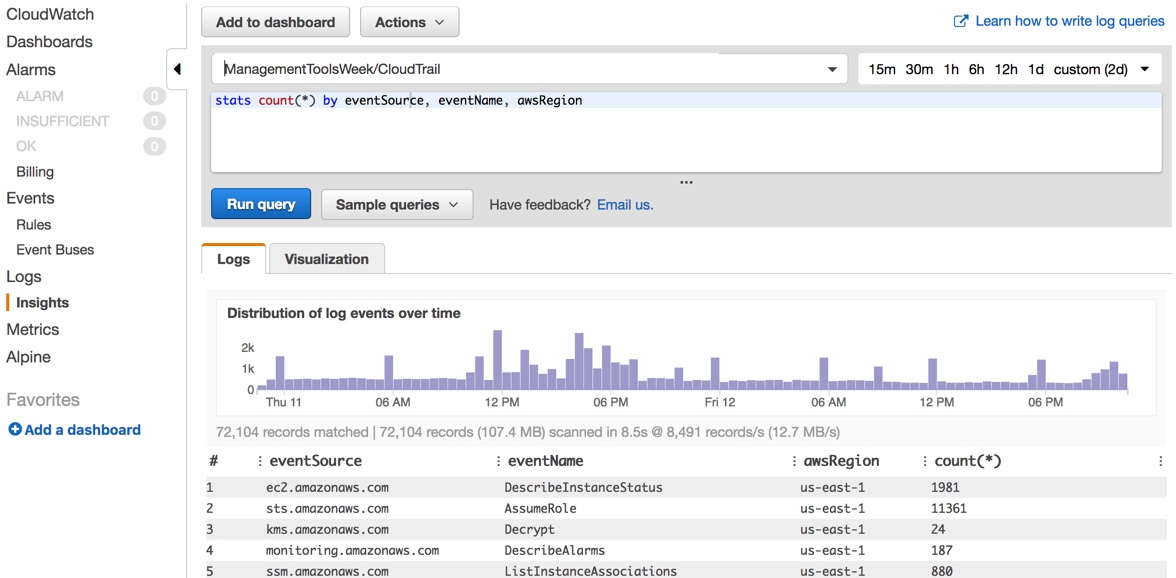 CloudWatch
Dashboards
Alarms
ALARM 0
INSUFFICIENT 0
OK 0
Billing
Events
Rules
Event Buses
Logs
Insights
Metrics
Alpine
Favorites
Add a dashboard
Add to dashboard Actions Learn how to write log queries
ManagementToolsWeek/CloudTrail 15m 30m 1h 6h 12h 1d custom (2d)
stats count(*) by eventSource, eventName, awsRegion
Run query Sample queries Have feedback? Email us.
Logs Visualization
Distribution of log events over time
2k
1k
0
Thu 11 06 AM 12 PM 06 PM Fri 12 06 AM 12 PM 06 PM
72,104 records matched | 72,104 records (107.4 MB) scanned in 8.5s @ 8,491 records/s (12.7 MB/s)
# eventSource eventName awsRegion count(*)
1 ec2.amazonaws.com DescribeInstanceStatus us-east-1 1981
2 sts.amazonaws.com AssumeRole us-east-1 11361
3 kms.amazonaws.com Decrypt us-east-1 24
4 monitoring.amazonaws.com DescribeAlarms us-east-1 187
5 ssm.amazonaws.com ListInstanceAssociations us-east-1 880